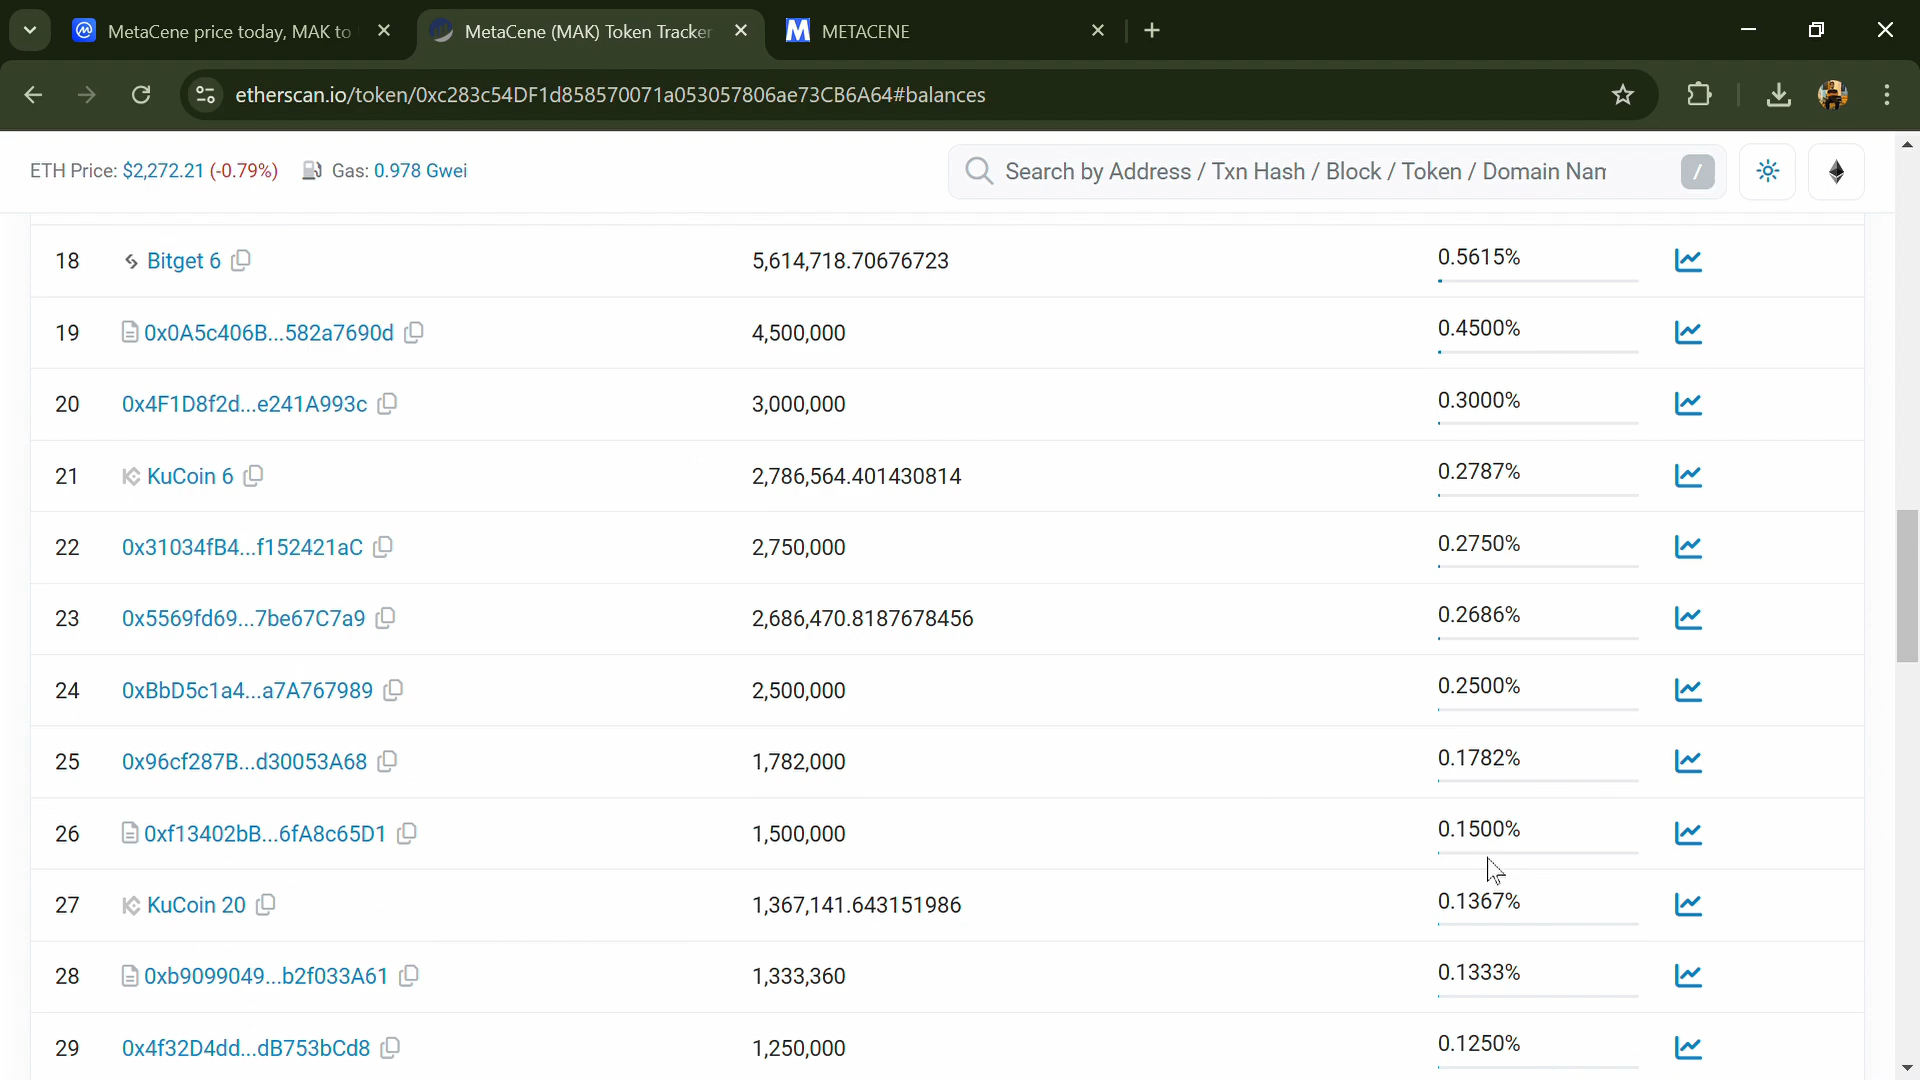 MetaCene price today, MAK to
MetaCene (MAK) Token Tracker
METACENE
etherscan.io/token/0xc283c54DF1d858570071a053057806ae73CB6A64#balances
ETH Price: $2,272.21 (-0.79%) Gas: 0.978 Gwei
Search by Address / Txn Hash / Block / Token / Domain Nam /
18 Bitget 6 5,614,718.70676723 0.5615%
19 0x0A5c406B...582a7690d 4,500,000 0.4500%
20 0x4F1D8f2d...e241A993c 3,000,000 0.3000%
21 KuCoin 6 2,786,564.401430814 0.2787%
22 0x31034fB4...f152421aC 2,750,000 0.2750%
23 0x5569fd69...7be67C7a9 2,686,470.8187678456 0.2686%
24 0xBbD5c1a4...a7A767989 2,500,000 0.2500%
25 0x96cf287B...d30053A68 1,782,000 0.1782%
26 0xf13402bB...6fA8c65D1 1,500,000 0.1500%
27 KuCoin 20 1,367,141.643151986 0.1367%
28 0xb9099049...b2f033A61 1,333,360 0.1333%
29 0x4f32D4dd...dB753bCd8 1,250,000 0.1250%